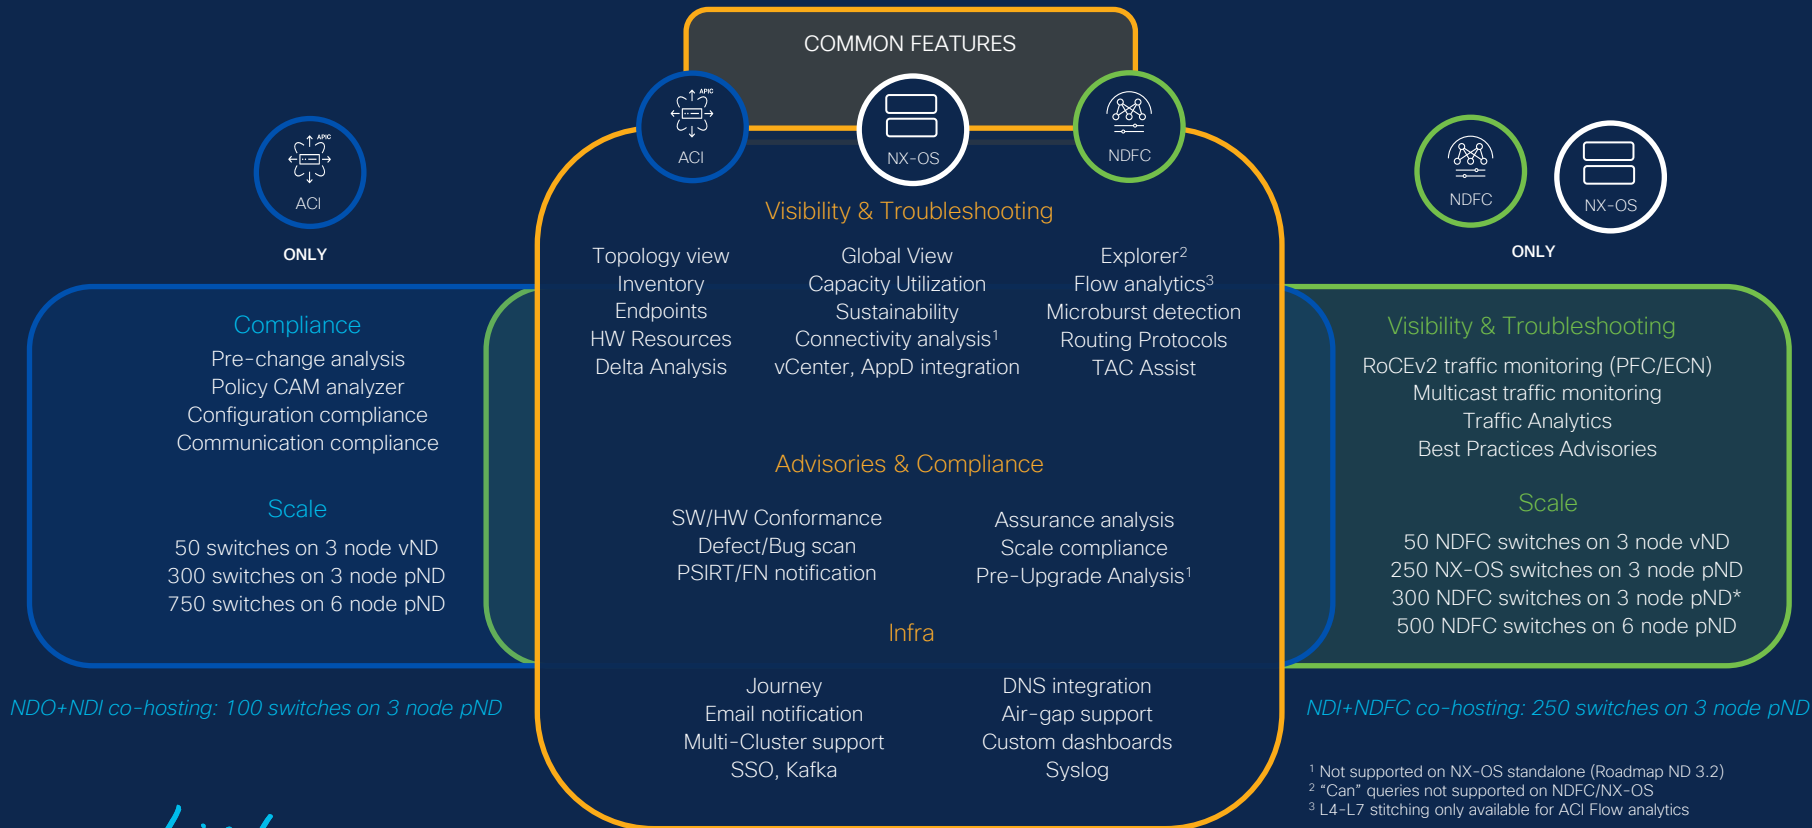 COMMON FEATURES
APIC
ACI
NX-OS
NDFC
APIC
ACI
ONLY
Compliance
Pre-change analysis
Policy CAM analyzer
Configuration compliance
Communication compliance
Scale
50 switches on 3 node vND
300 switches on 3 node pND
750 switches on 6 node pND
NDO+NDI co-hosting: 100 switches on 3 node pND
Visibility & Troubleshooting
Topology view
Inventory
Endpoints
HW Resources
Delta Analysis
Global View
Capacity Utilization
Sustainability
Connectivity analysis¹
vCenter, AppD integration
Explorer²
Flow analytics³
Microburst detection
Routing Protocols
TAC Assist
Advisories & Compliance
SW/HW Conformance
Defect/Bug scan
PSIRT/FN notification
Assurance analysis
Scale compliance
Pre-Upgrade Analysis¹
Infra
Journey
Email notification
Multi-Cluster support
SSO, Kafka
DNS integration
Air-gap support
Custom dashboards
Syslog
NDFC
NX-OS
ONLY
Visibility & Troubleshooting
RoCEv2 traffic monitoring (PFC/ECN)
Multicast traffic monitoring
Traffic Analytics
Best Practices Advisories
Scale
50 NDFC switches on 3 node vND
250 NX-OS switches on 3 node pND
300 NDFC switches on 3 node pND*
500 NDFC switches on 6 node pND
NDI+NDFC co-hosting: 250 switches on 3 node pND
¹ Not supported on NX-OS standalone (Roadmap ND 3.2)
² “Can” queries not supported on NDFC/NX-OS
³ L4-L7 stitching only available for ACI Flow analytics